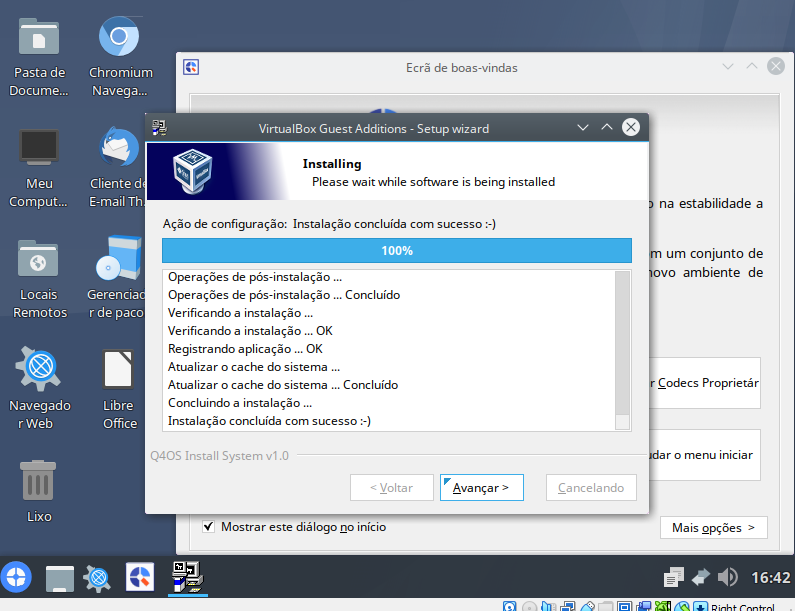 Pasta de
Docume...
Chromium
Navega...
Meu
Comput...
Cliente de
E-mail Th.
Locais
Remotos
Gerenciad
r de paco
Navegado
r Web
Libre
Office
Lixo
Ecrã de boas-vindas
na estabilidade a
um conjunto de
novo ambiente de
r Codecs Proprietár
udar o menu iniciar
Mostrar este diálogo no início
Mais opções >
VirtualBox Guest Additions - Setup wizard
Installing
Please wait while software is being installed
Ação de configuração: Instalação concluída com sucesso :-)
100%
Operações de pós-instalação ...
Operações de pós-instalação ... Concluído
Verificando a instalação ...
Verificando a instalação ... OK
Registrando aplicação ... OK
Atualizar o cache do sistema ...
Atualizar o cache do sistema ... Concluído
Concluindo a instalação ...
Instalação concluída com sucesso :-)
Q4OS Install System v1.0
< Voltar
Avançar >
Cancelando
16:42
Right Control